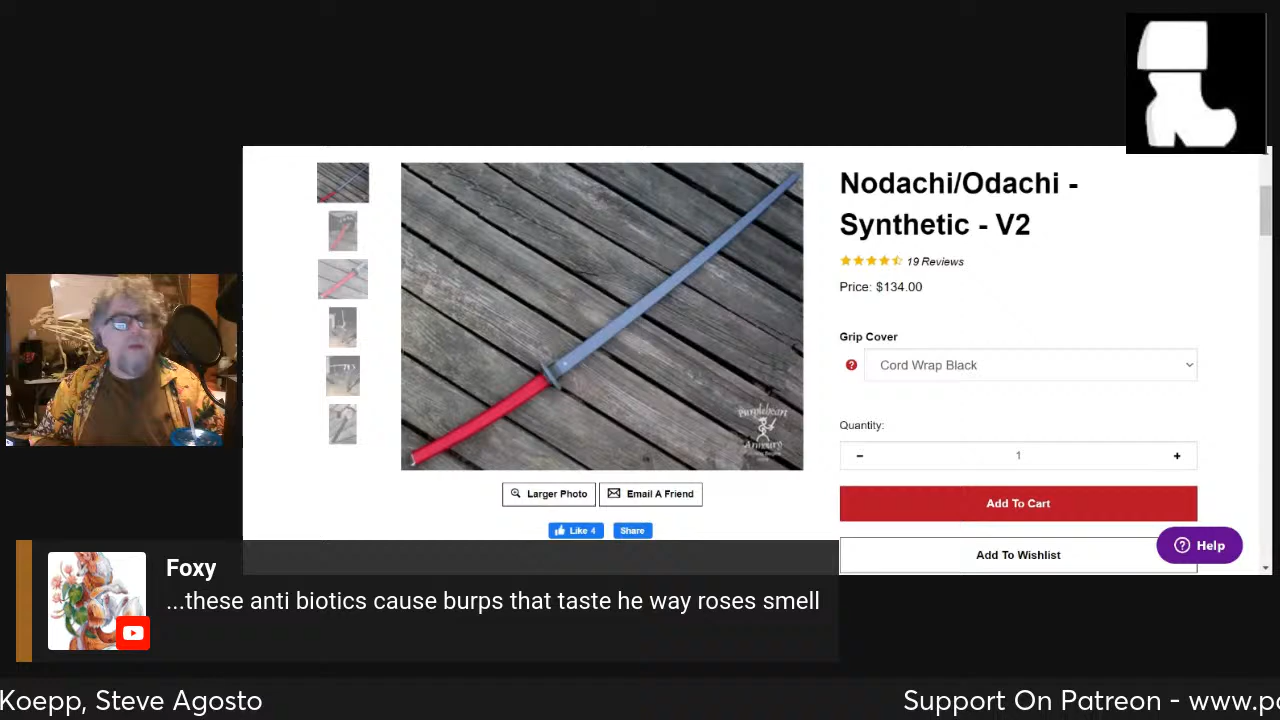 Nodachi/Odachi -
Synthetic - V2
19 Reviews
Price: $134.00
Grip Cover
? Cord Wrap Black
Quantity:
- 1 +
Add To Cart
Add To Wishlist
? Help
Purpleheart
Armoury
Larger Photo
Email A Friend
Like 4
Share
Foxy
...these anti biotics cause burps that taste he way roses smell
Koepp, Steve Agosto
Support On Patreon - www.pa